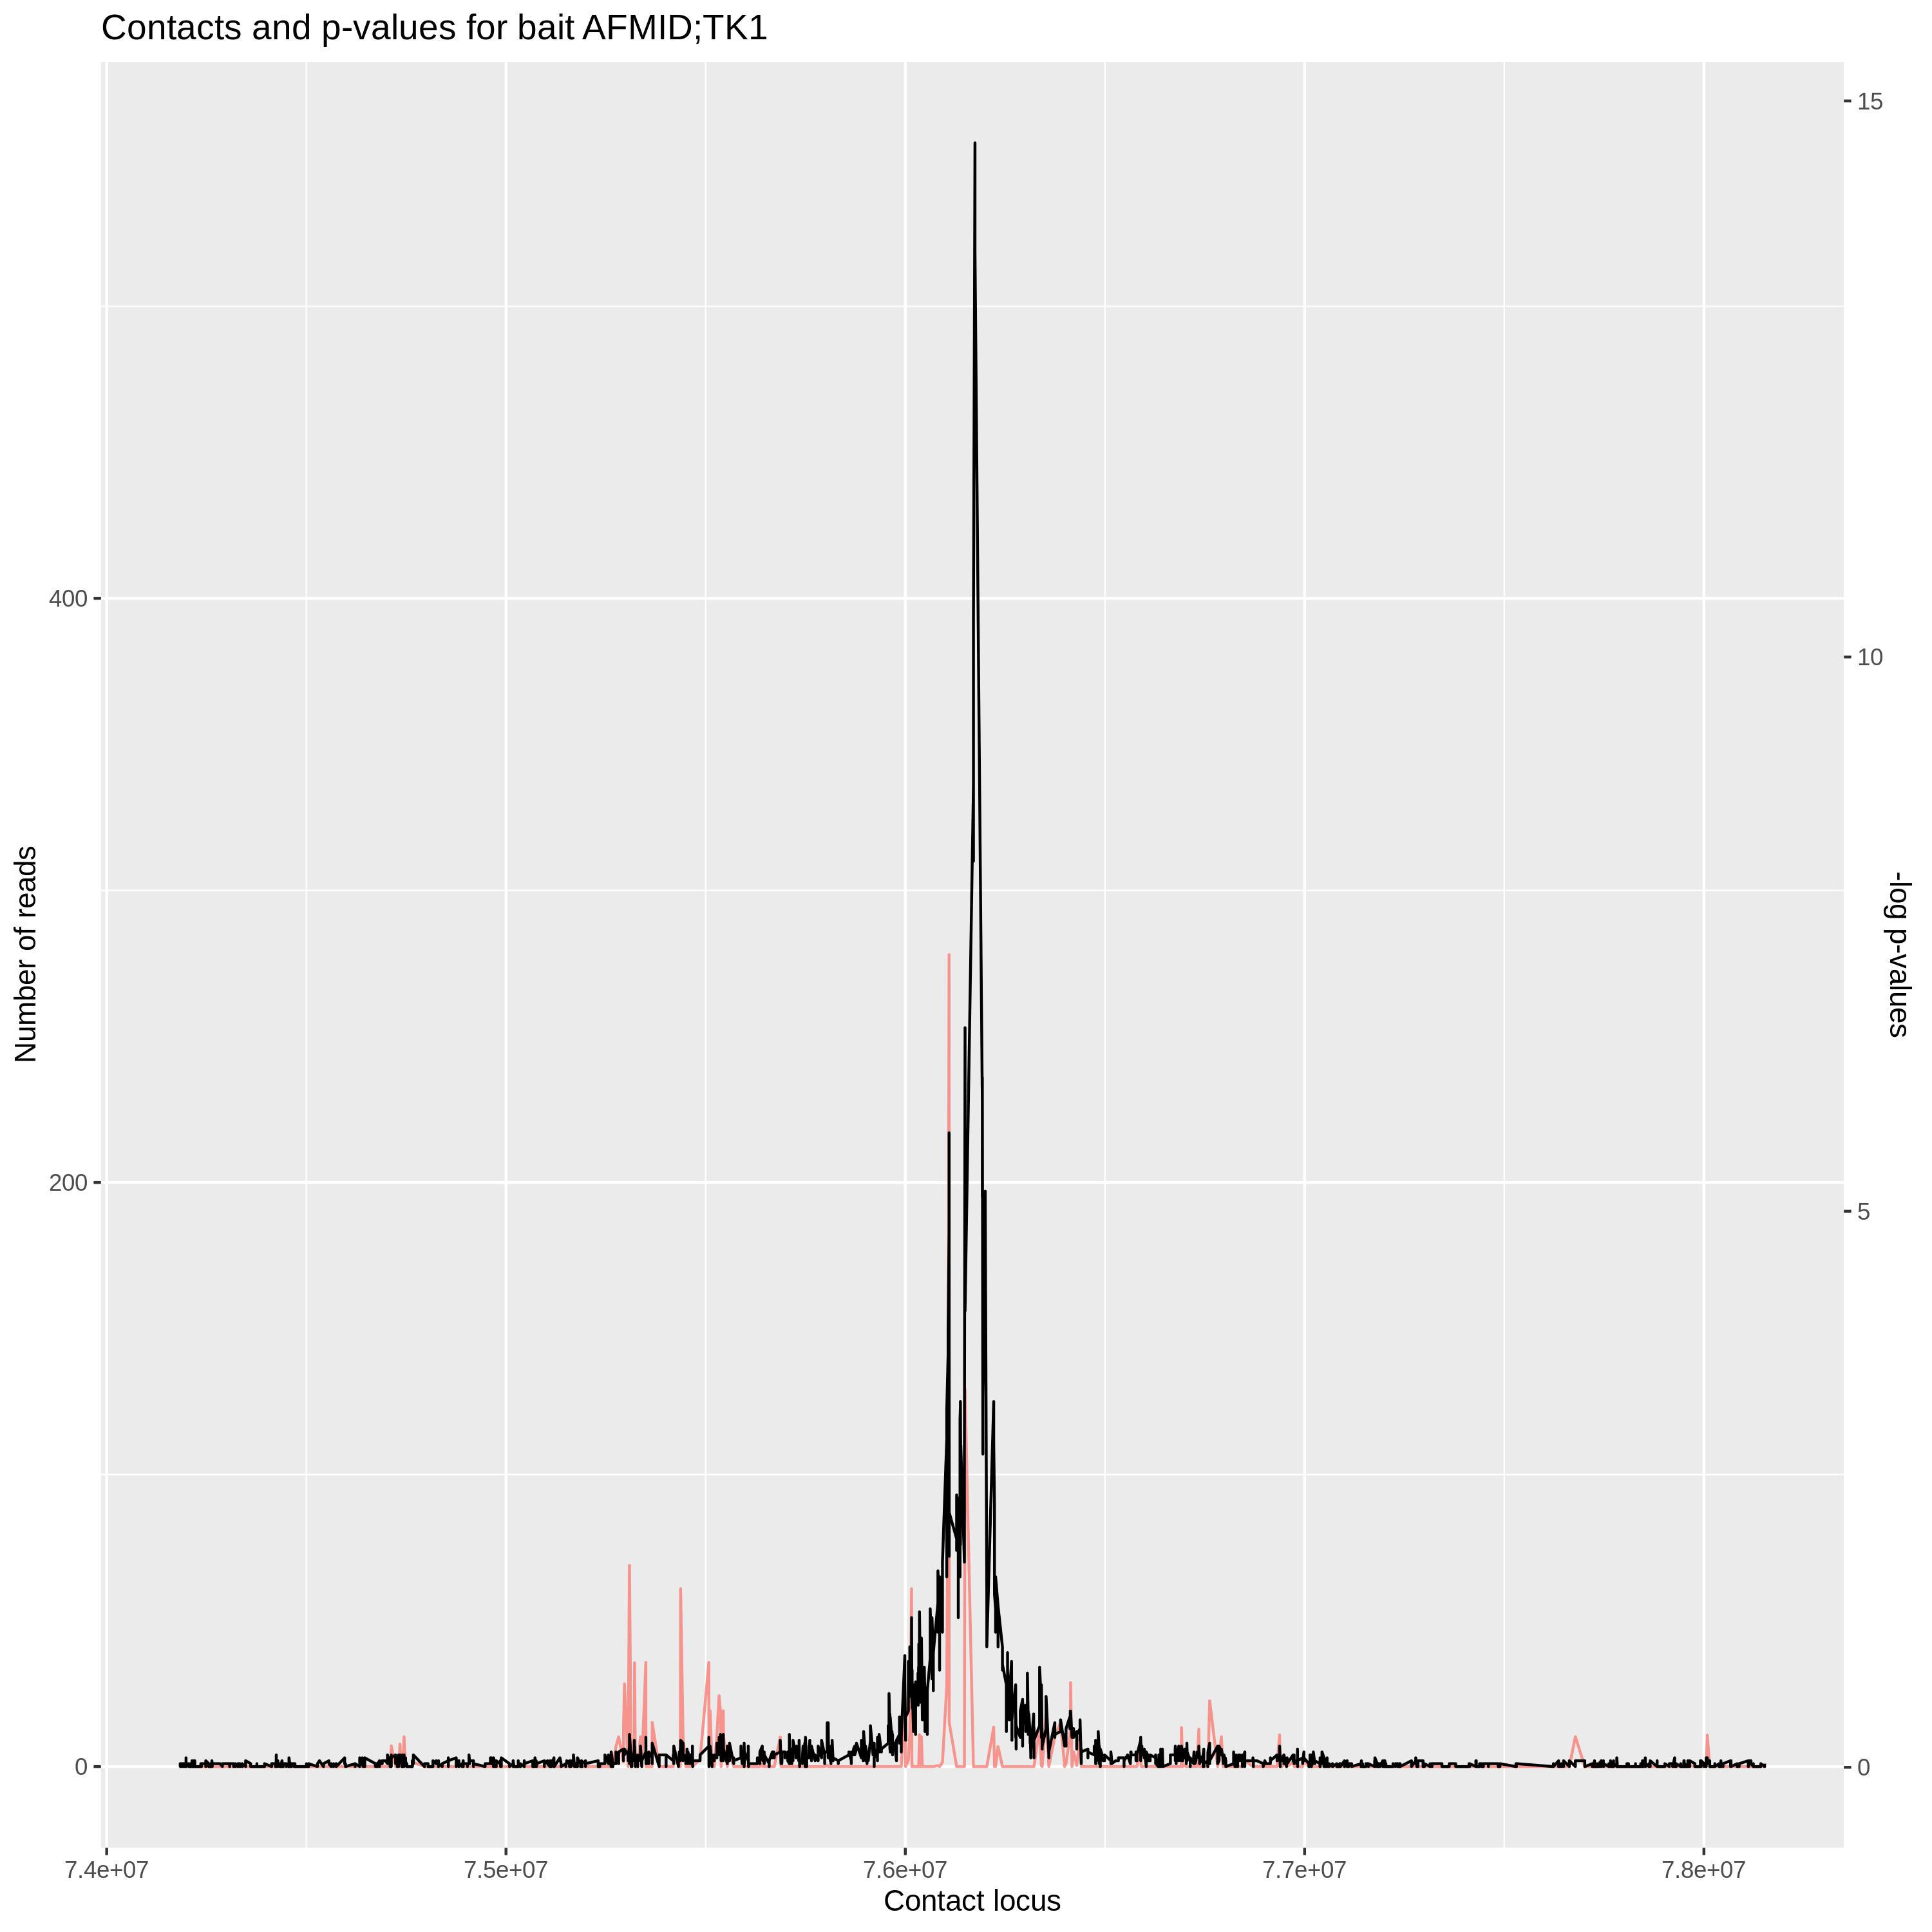 Contacts and p-values for bait AFMID;TK1
15
400
10
Number of reads
-log p-values
200
5
0
0
7.4e+07
7.5e+07
7.6e+07
7.7e+07
7.8e+07
Contact locus